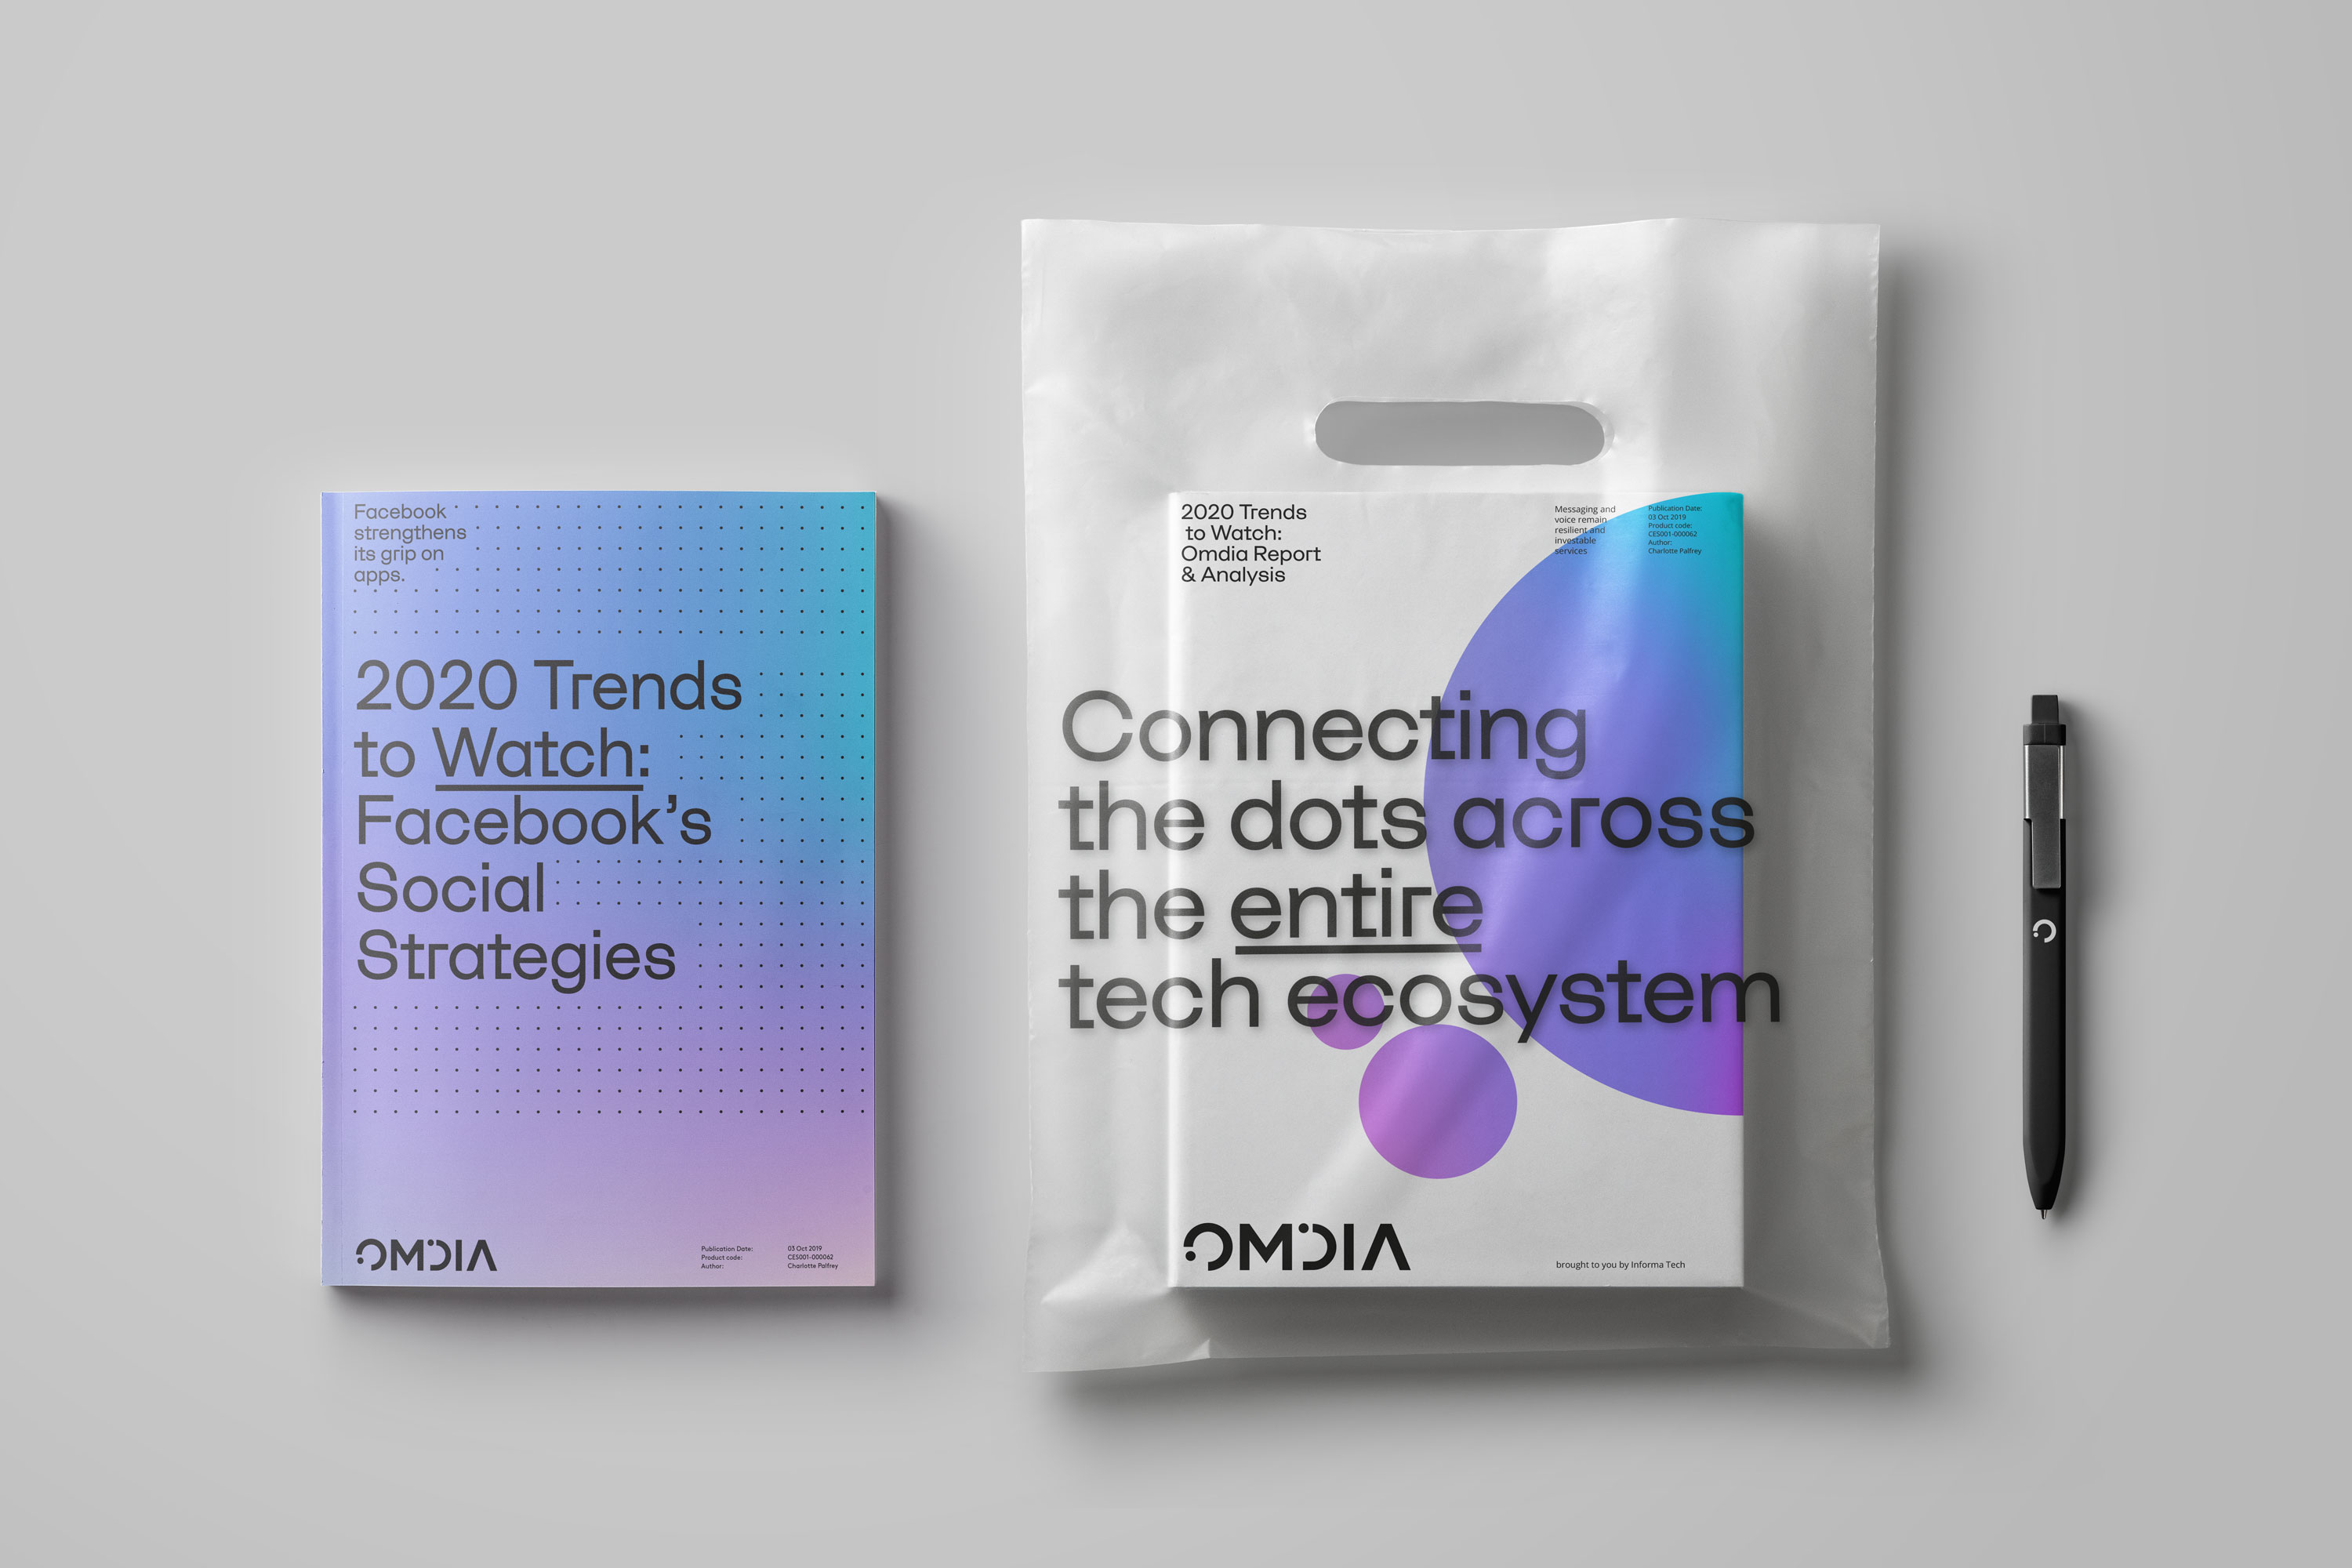 Facebook
strengthens
its grip on
apps.
2020 Trends
to Watch:
Facebook’s
Social
Strategies
OMDIA
Publication Date: 03 Oct 2019
Product code: CES001-000062
Author: Charlotte Palfrey
2020 Trends
to Watch:
Omdia Report
& Analysis
Messaging and
voice remain
resilient and
investable
services
Publication Date:
03 Oct 2019
Product code:
CES001-000062
Author:
Charlotte Palfrey
Connecting
the dots across
the entire
tech ecosystem
OMDIA
brought to you by Informa Tech